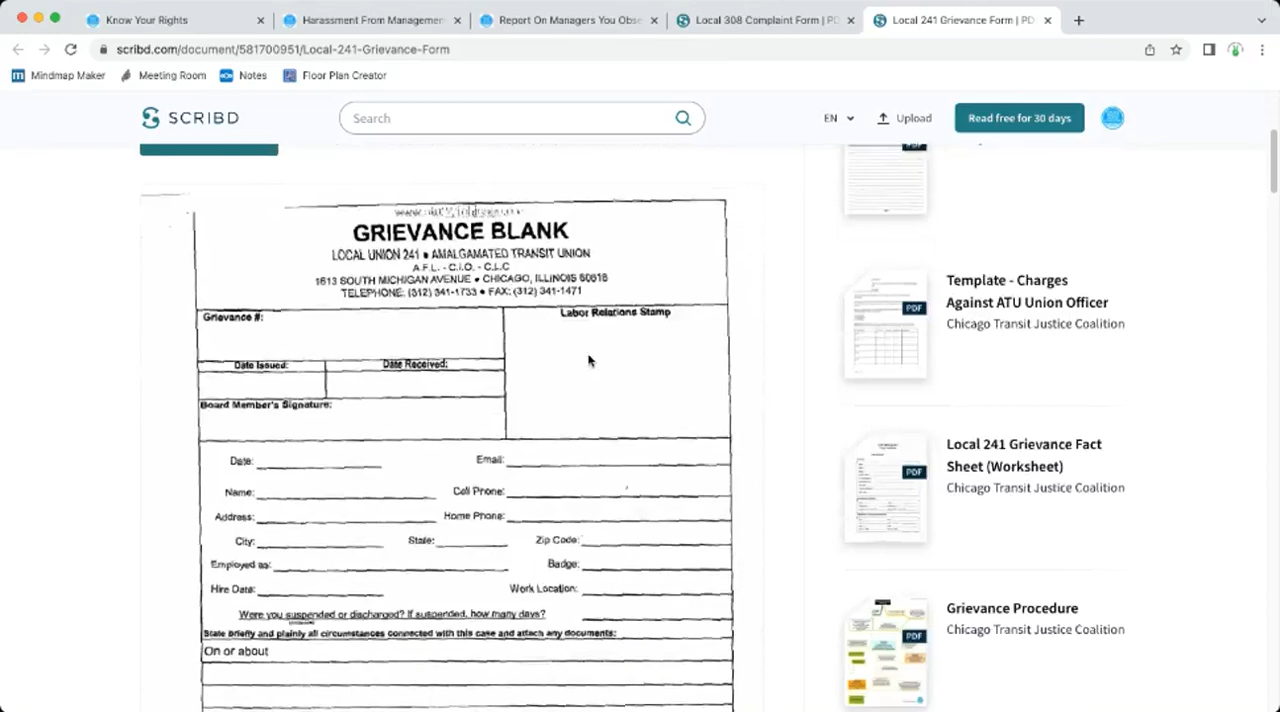 Know Your Rights
Harassment From Managemen
Report On Managers You Obse
Local 308 Complaint Form | PD
Local 241 Grievance Form | PD
scribd.com/document/581700951/Local-241-Grievance-Form
Mindmap Maker
Meeting Room
Notes
Floor Plan Creator
SCRIBD
Search
EN
Upload
Read free for 30 days
GRIEVANCE BLANK
LOCAL UNION 241 • AMALGAMATED TRANSIT UNION
A.F.L. - C.I.O. - C.L.C
1613 SOUTH MICHIGAN AVENUE • CHICAGO, ILLINOIS 60616
TELEPHONE: (312) 341-1733 • FAX: (312) 341-1471
Grievance #:
Labor Relations Stamp
Date Issued:
Date Received:
Board Member's Signature:
Date:
Email:
Name:
Cell Phone:
Address:
Home Phone:
City:
State:
Zip Code:
Employed as:
Badge:
Hire Date:
Work Location:
Were you suspended or discharged? If suspended, how many days?
State briefly and plainly all circumstances connected with this case and attach any documents:
On or about
PDF
Template - Charges
Against ATU Union Officer
Chicago Transit Justice Coalition
PDF
Local 241 Grievance Fact
Sheet (Worksheet)
Chicago Transit Justice Coalition
PDF
Grievance Procedure
Chicago Transit Justice Coalition
PDF